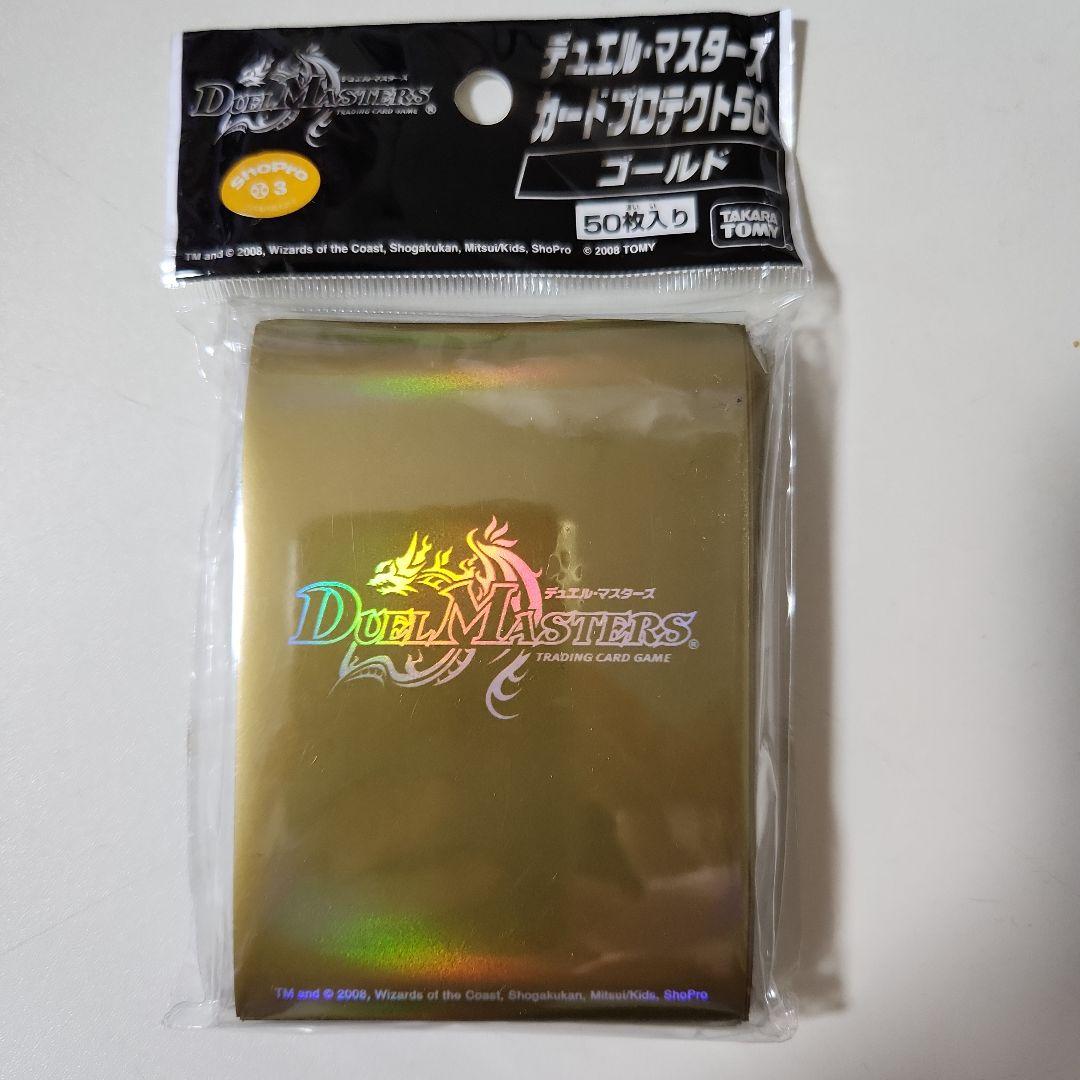 デュエル・マスターズ
DUEL MASTERS®
TRADING CARD GAME
デュエル・マスターズ
カードプロテクト50
ゴールド
50枚入り
ShoPro
3
TAKARA
TOMY
TM and © 2008, Wizards of the Coast, Shogakukan, Mitsui/Kids, ShoPro © 2008 TOMY
デュエル・マスターズ
DUEL MASTERS®
TRADING CARD GAME
TM and © 2008, Wizards of the Coast, Shogakukan, Mitsui/Kids, ShoPro